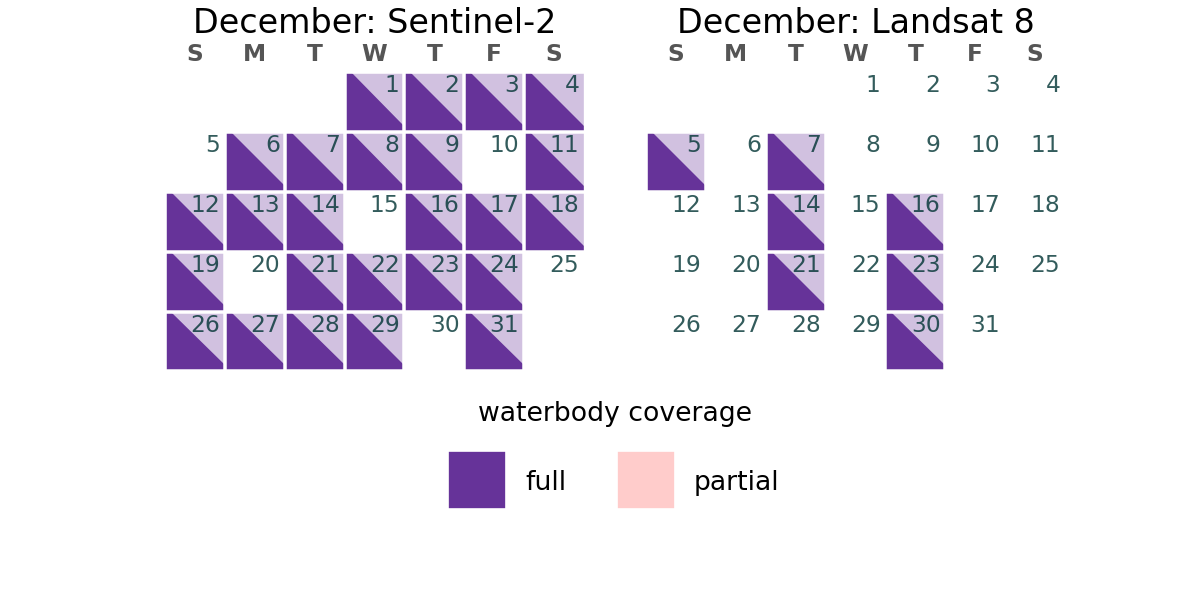 December: Sentinel-2
S M T W T F S
1 2 3 4
5 6 7 8 9 10 11
12 13 14 15 16 17 18
19 20 21 22 23 24 25
26 27 28 29 30 31
December: Landsat 8
S M T W T F S
1 2 3 4
5 6 7 8 9 10 11
12 13 14 15 16 17 18
19 20 21 22 23 24 25
26 27 28 29 30 31
waterbody coverage
full partial